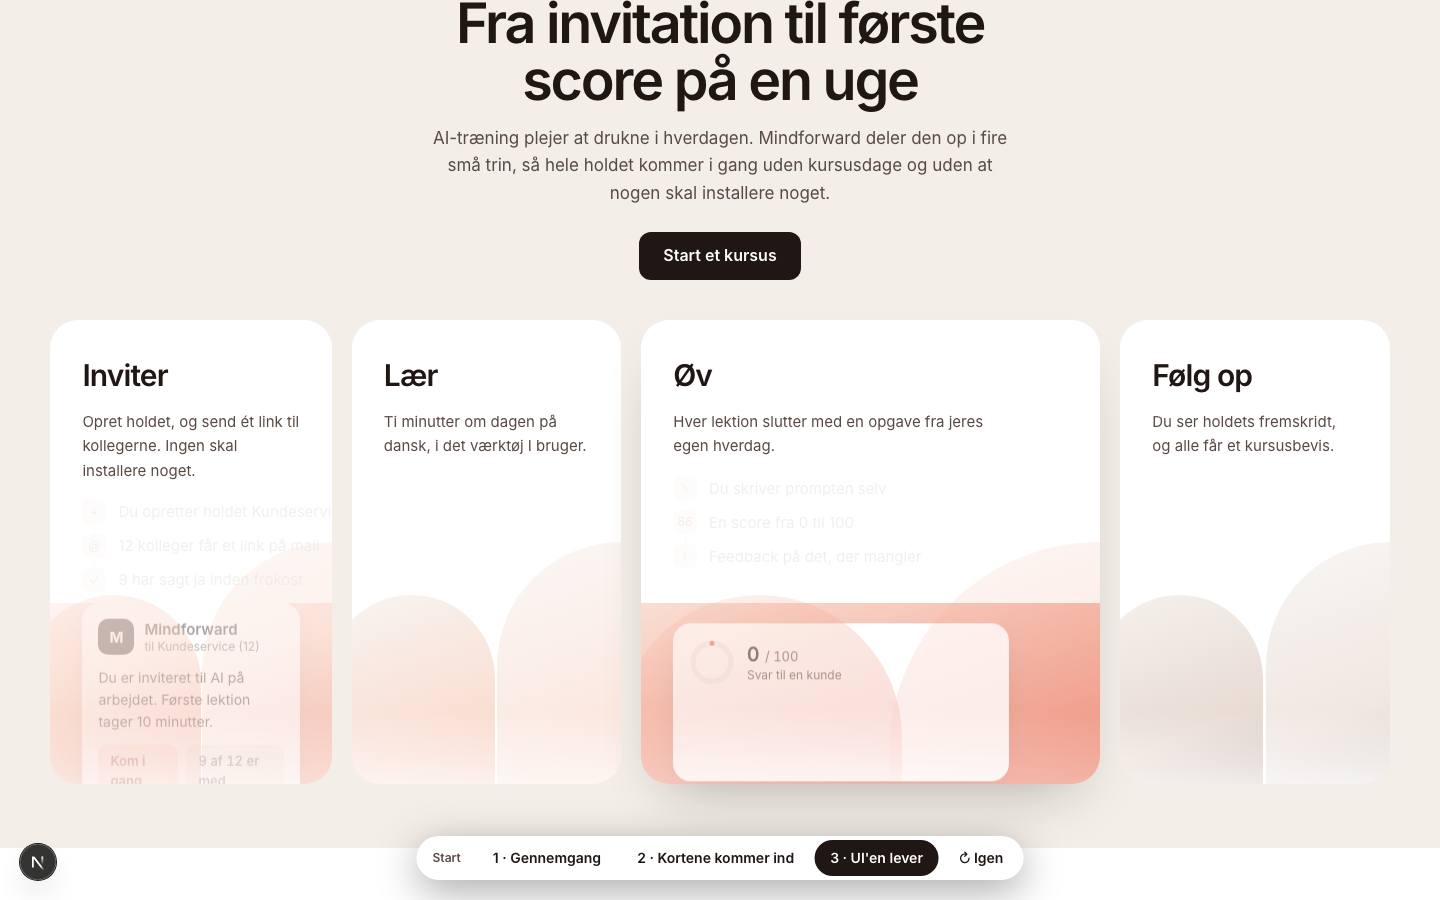 Fra invitation til første
score på en uge
AI-træning plejer at drukne i hverdagen. Mindforward deler den op i fire
små trin, så hele holdet kommer i gang uden kursusdage og uden at
nogen skal installere noget.
Start et kursus
Inviter
Opret holdet, og send ét link til
kollegerne. Ingen skal
installere noget.
+ Du opretter holdet Kundeservi
@ 12 kolleger får et link på mail
✓ 9 har sagt ja inden frokost
M
Mindforward
til Kundeservice (12)
Du er inviteret til AI på
arbejdet. Første lektion
tager 10 minutter.
Kom i
gang
9 af 12 er
med
Lær
Ti minutter om dagen på
dansk, i det værktøj I bruger.
Øv
Hver lektion slutter med en opgave fra jeres
egen hverdag.
Du skriver prompten selv
86 En score fra 0 til 100
! Feedback på det, der mangler
0 / 100
Svar til en kunde
Følg op
Du ser holdets fremskridt,
og alle får et kursusbevis.
N
Start
1 · Gennemgang
2 · Kortene kommer ind
3 · UI'en lever
↻ Igen